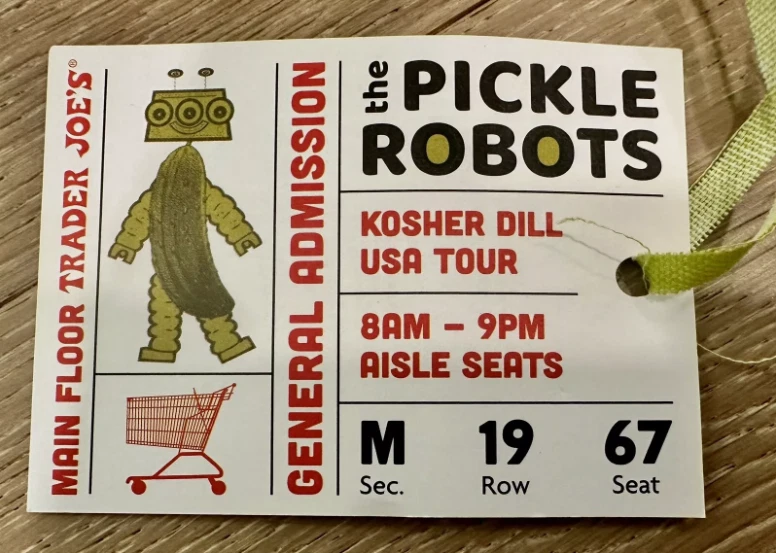 MAIN FLOOR TRADER JOE'S®
GENERAL ADMISSION
the PICKLE
ROBOTS
KOSHER DILL
USA TOUR
8AM – 9PM
AISLE SEATS
M 19 67
Sec. Row Seat